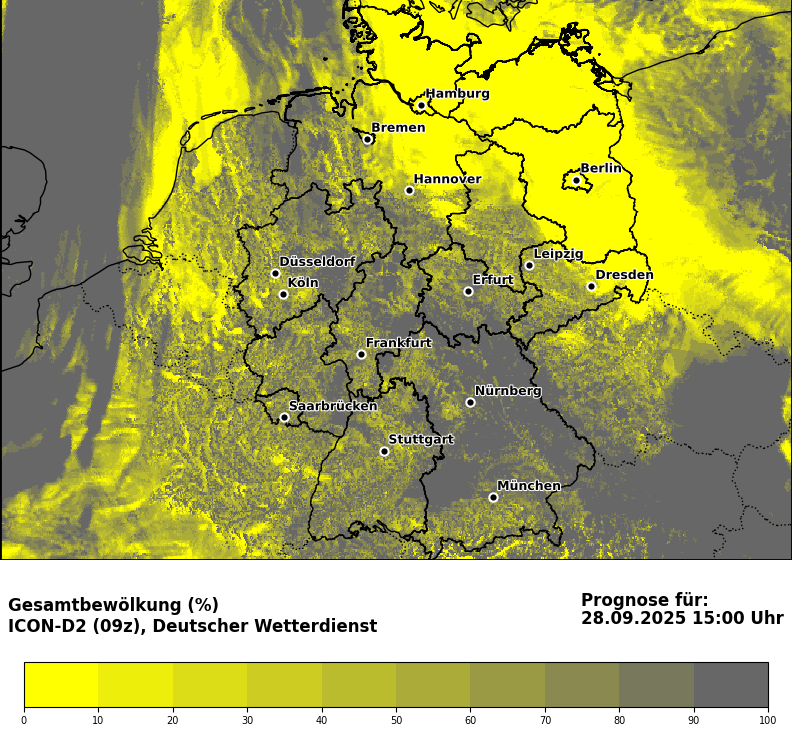 Hamburg
Bremen
Berlin
Hannover
Leipzig
Düsseldorf
Dresden
Köln
Erfurt
Frankfurt
Nürnberg
Saarbrücken
Stuttgart
München
Gesamtbewölkung (%)
ICON-D2 (09z), Deutscher Wetterdienst
Prognose für:
28.09.2025 15:00 Uhr
0 10 20 30 40 50 60 70 80 90 100